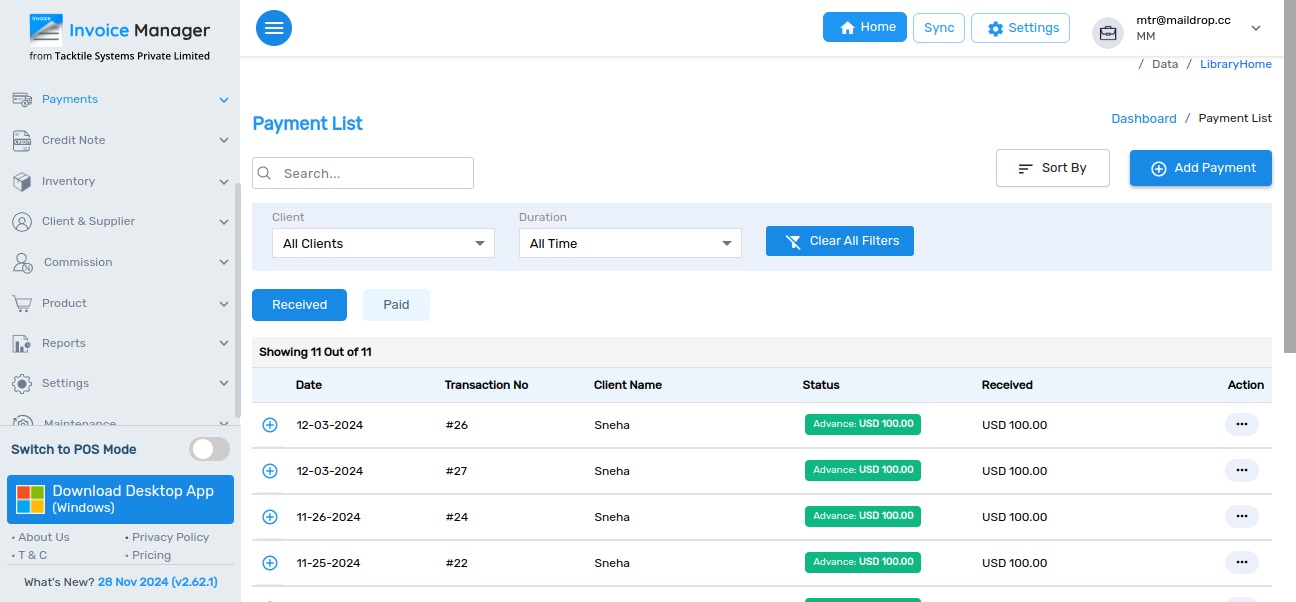 Invoice
Invoice Manager
from Tacktile Systems Private Limited
Payments
Credit Note
Inventory
Client & Supplier
Commission
Product
Reports
Settings
Maintenance
Switch to POS Mode
Download Desktop App
(Windows)
• About Us • Privacy Policy
• T & C • Pricing
What's New? 28 Nov 2024 (v2.62.1)
Home Sync Settings
mtr@maildrop.cc
MM
/ Data / LibraryHome
Payment List
Dashboard / Payment List
Search...
Sort By
Add Payment
Client Duration
All Clients All Time Clear All Filters
Received Paid
Showing 11 Out of 11
Date Transaction No Client Name Status Received Action
12-03-2024 #26 Sneha Advance: USD 100.00 USD 100.00
12-03-2024 #27 Sneha Advance: USD 100.00 USD 100.00
11-26-2024 #24 Sneha Advance: USD 100.00 USD 100.00
11-25-2024 #22 Sneha Advance: USD 100.00 USD 100.00